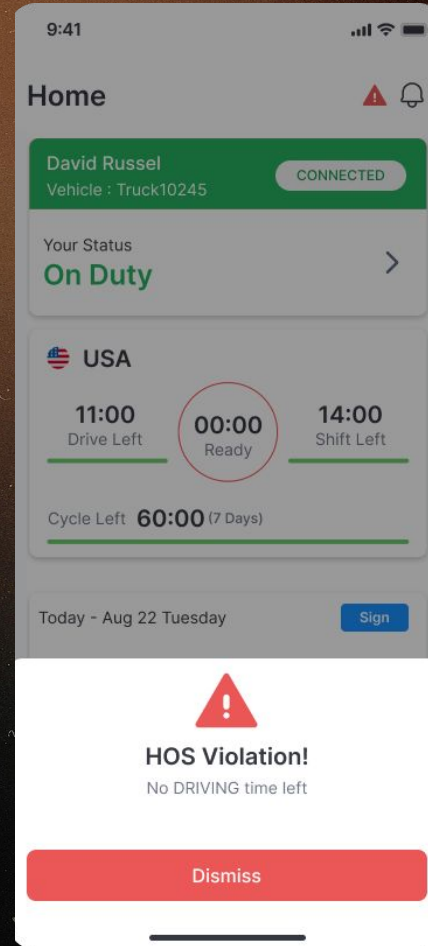 9:41
Home
David Russel
Vehicle : Truck10245
CONNECTED
Your Status
On Duty
USA
11:00
Drive Left
00:00
Ready
14:00
Shift Left
Cycle Left 60:00 (7 Days)
Today - Aug 22 Tuesday
Sign
HOS Violation!
No DRIVING time left
Dismiss